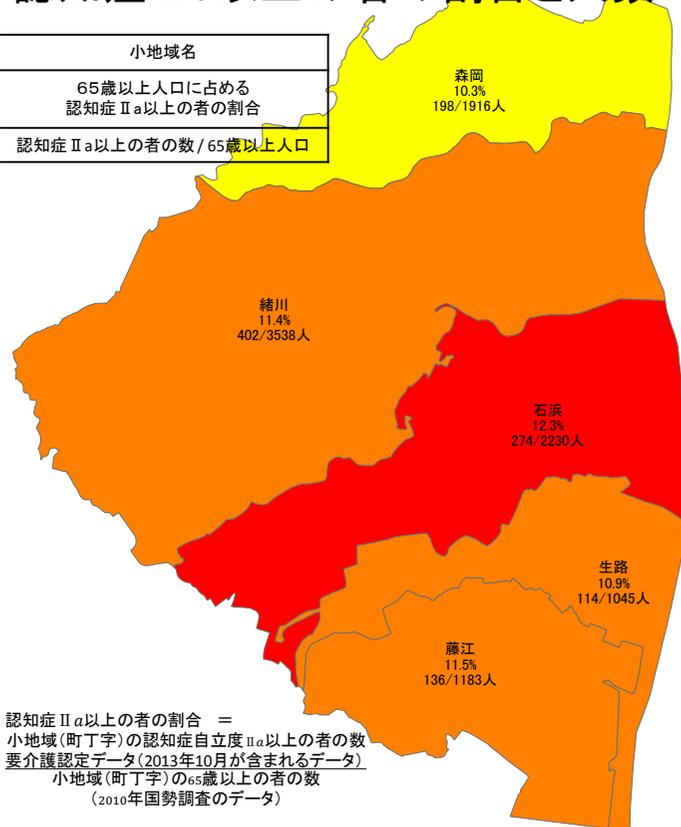 小地域名
65歳以上人口に占める
認知症Ⅱa以上の者の割合
認知症Ⅱa以上の者の数/65歳以上人口
森岡
10.3%
198/1916人
緒川
11.4%
402/3538人
石浜
12.3%
274/2230人
生路
10.9%
114/1045人
藤江
11.5%
136/1183人
認知症Ⅱa以上の者の割合 =
小地域(町丁字)の認知症自立度Ⅱa以上の者の数
要介護認定データ(2013年10月が含まれるデータ)
小地域(町丁字)の65歳以上の者の数
(2010年国勢調査のデータ)